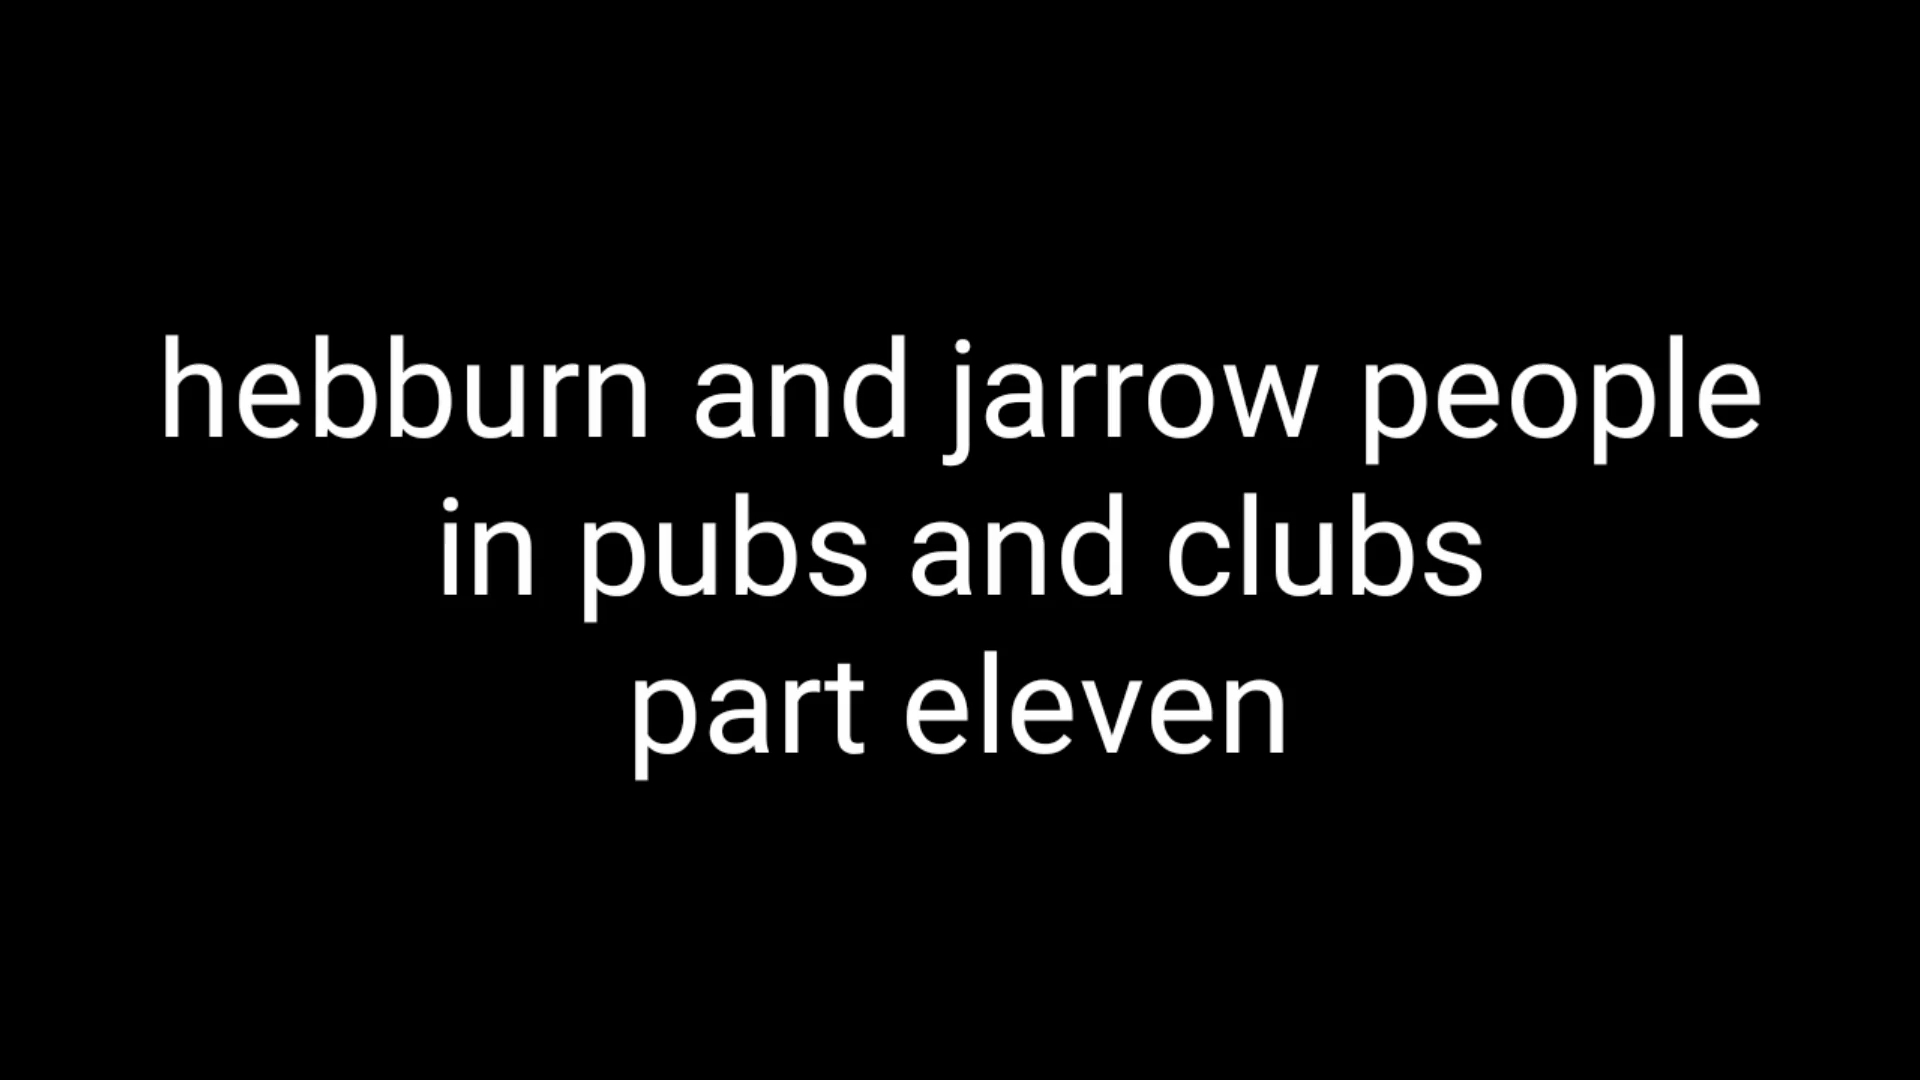 hebburn and jarrow people
in pubs and clubs
part eleven